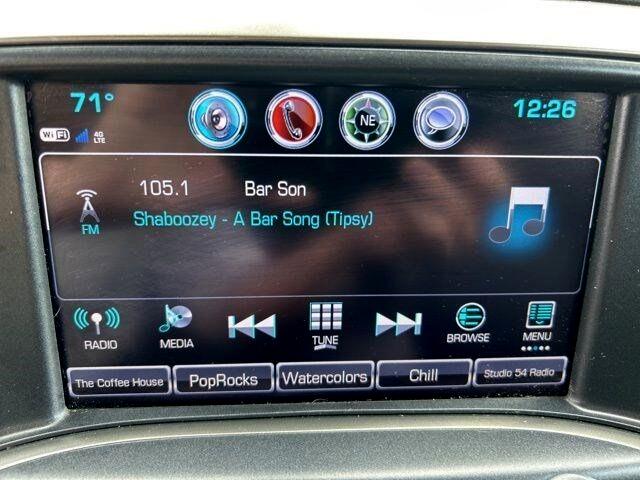 71° NE 12:26
WiFi 4G LTE
105.1 Bar Son
FM Shaboozey - A Bar Song (Tipsy)
RADIO MEDIA TUNE BROWSE MENU
The Coffee House PopRocks Watercolors Chill Studio 54 Radio